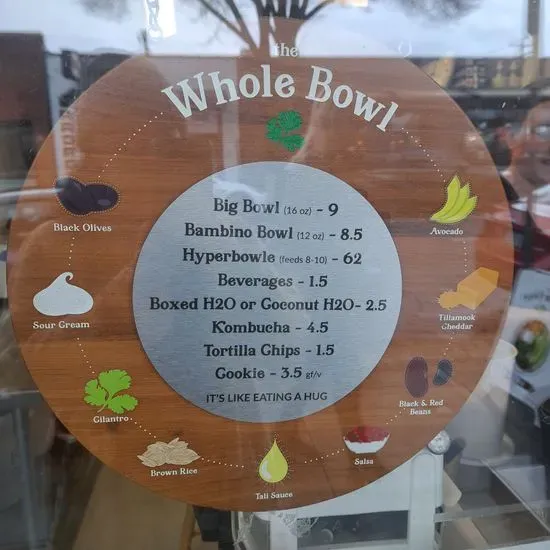 the
Whole Bowl
Big Bowl (16 oz) - 9
Bambino Bowl (12 oz) - 8.5
Hyperbowle (feeds 8-10) - 62
Beverages - 1.5
Boxed H2O or Coconut H2O- 2.5
Kombucha - 4.5
Tortilla Chips - 1.5
Cookie - 3.5 gf/v
IT'S LIKE EATING A HUG
Black Olives
Sour Cream
Cilantro
Brown Rice
Tali Sauce
Salsa
Black & Red
Beans
Tillamook
Cheddar
Avocado